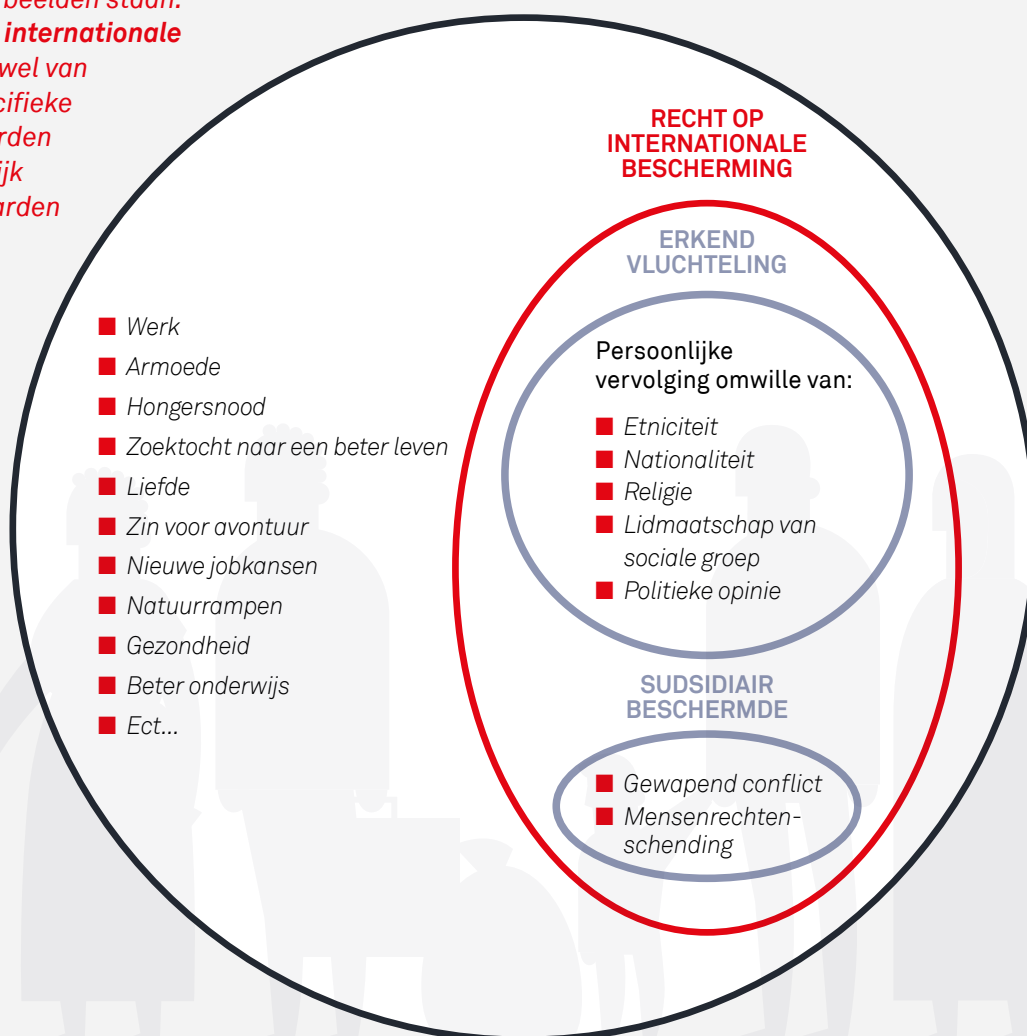 beelden staan.
internationale
wel van
cifieke
rden
ijk
arden
RECHT OP
INTERNATIONALE
BESCHERMING
ERKEND
VLUCHTELING
Werk
Armoede
Hongersnood
Zoektocht naar een beter leven
Liefde
Zin voor avontuur
Nieuwe jobkansen
Natuurrampen
Gezondheid
Beter onderwijs
Ect...
Persoonlijke
vervolging omwille van:
Etniciteit
Nationaliteit
Religie
Lidmaatschap van
sociale groep
Politieke opinie
SUDSIDIAIR
BESCHERMDE
Gewapend conflict
Mensenrechten-
schending